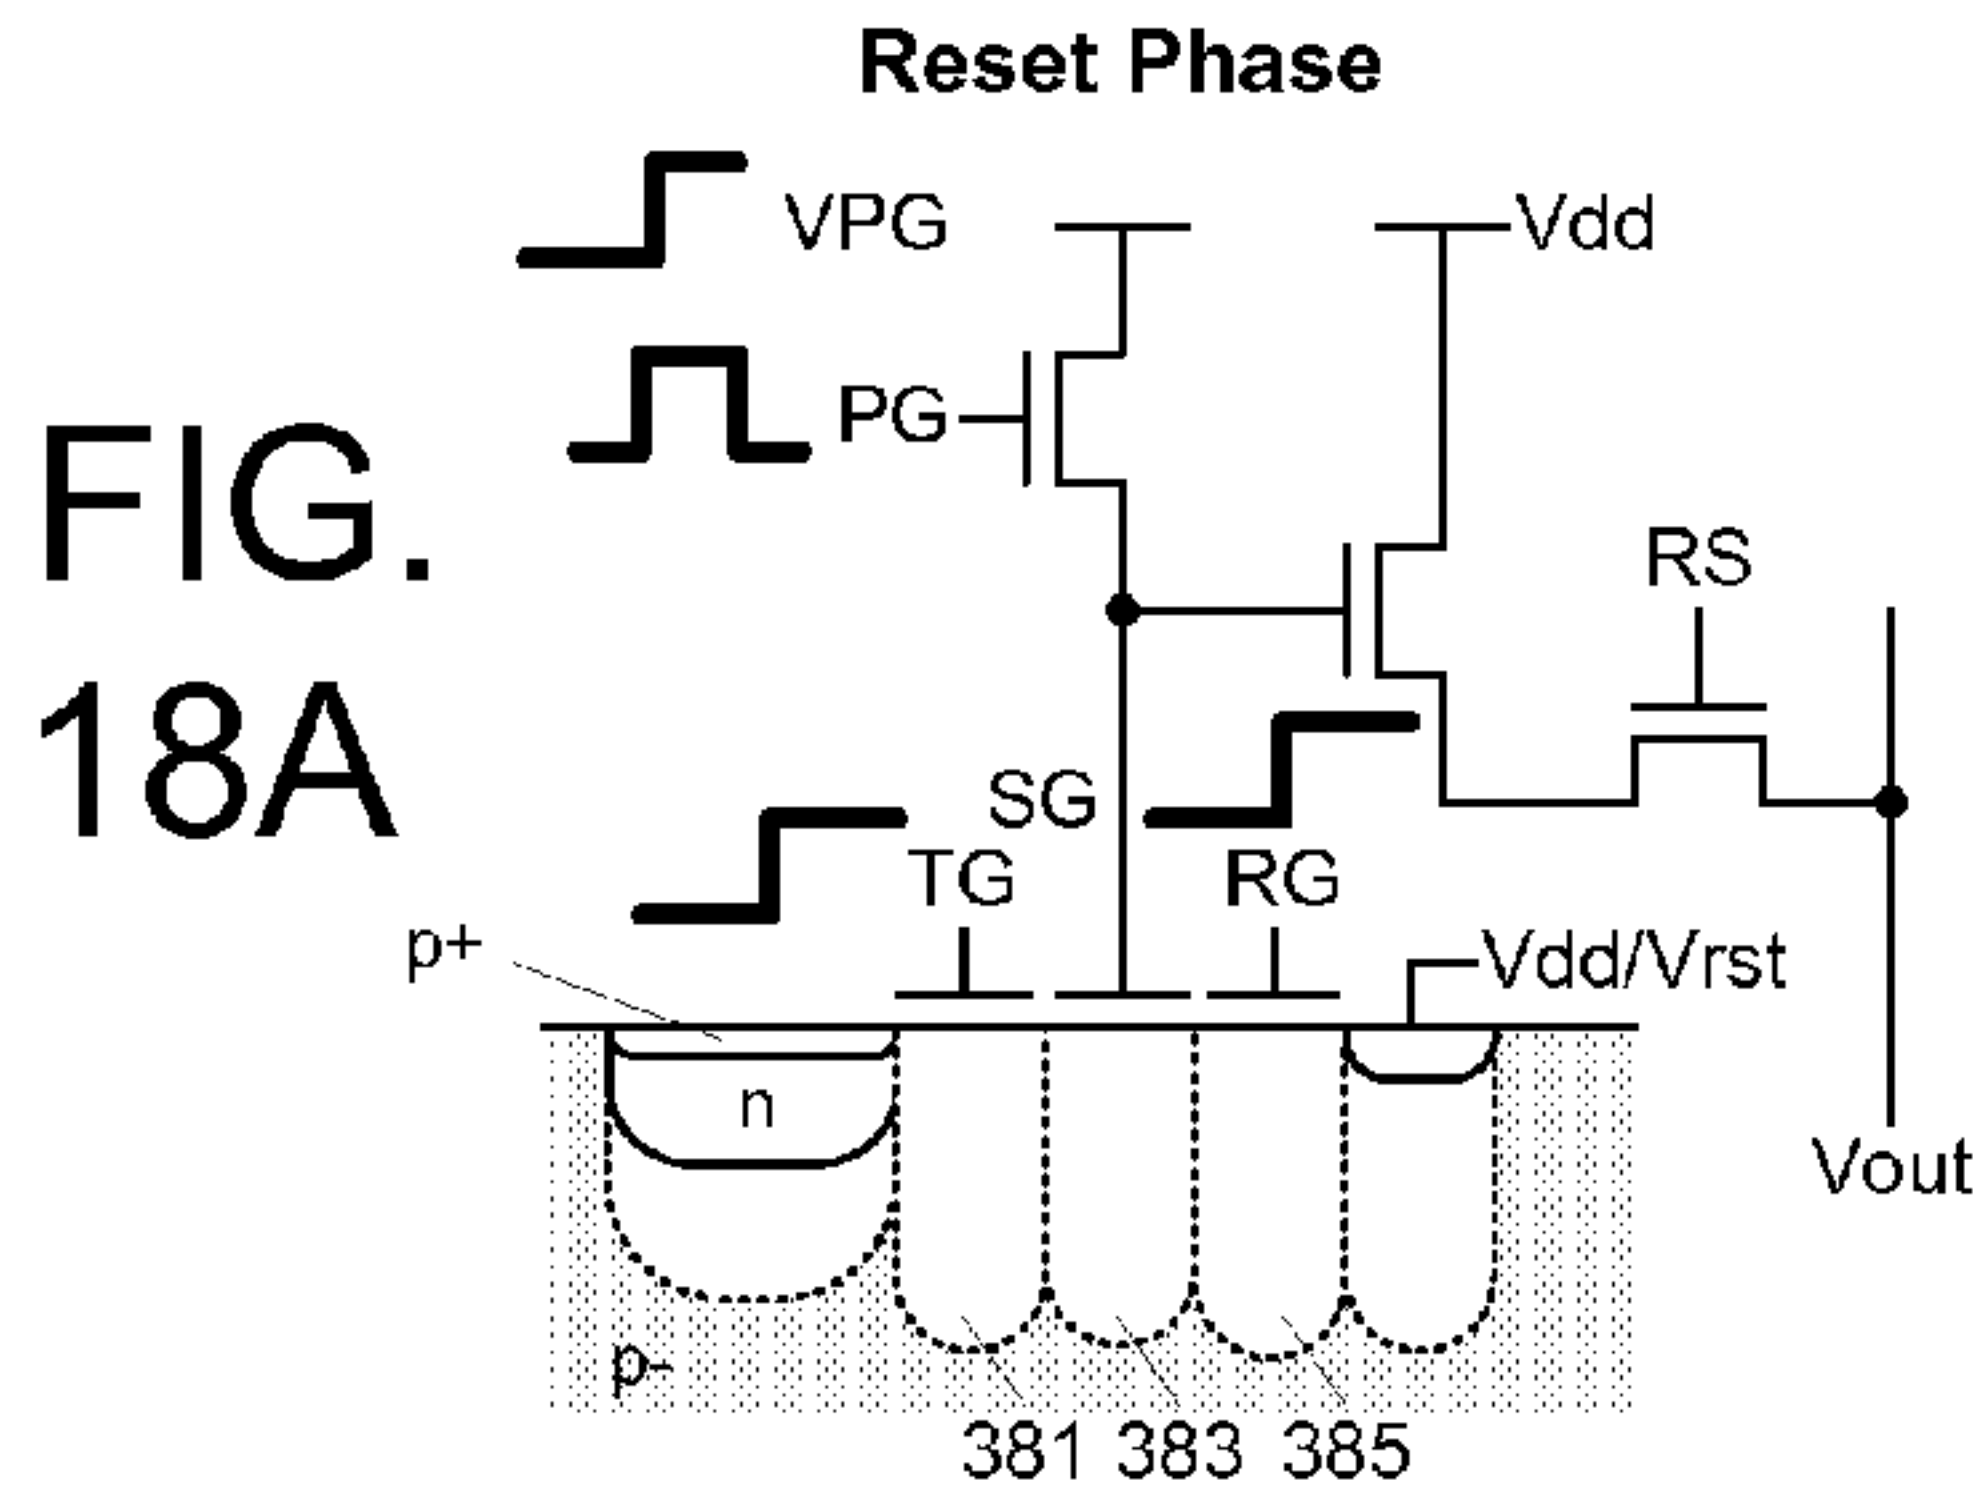 Reset Phase
VPG
Vdd
PG
FIG.
18A
RS
SG
TG
RG
p+
Vdd/Vrst
n
Vout
p-
381
383
385